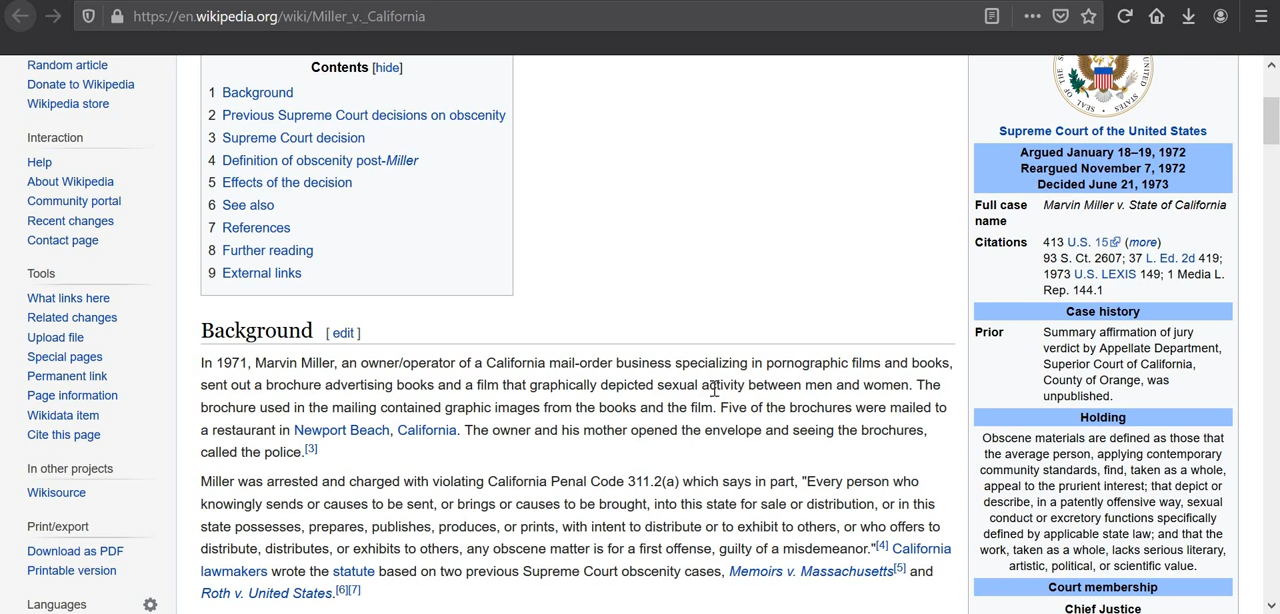 https://en.wikipedia.org/wiki/Miller_v._California
Random article
Donate to Wikipedia
Wikipedia store
Interaction
Help
About Wikipedia
Community portal
Recent changes
Contact page
Tools
What links here
Related changes
Upload file
Special pages
Permanent link
Page information
Wikidata item
Cite this page
In other projects
Wikisource
Print/export
Download as PDF
Printable version
Languages
Contents [hide]
1 Background
2 Previous Supreme Court decisions on obscenity
3 Supreme Court decision
4 Definition of obscenity post-Miller
5 Effects of the decision
6 See also
7 References
8 Further reading
9 External links
Background [ edit ]
In 1971, Marvin Miller, an owner/operator of a California mail-order business specializing in pornographic films and books,
sent out a brochure advertising books and a film that graphically depicted sexual activity between men and women. The
brochure used in the mailing contained graphic images from the books and the film. Five of the brochures were mailed to
a restaurant in Newport Beach, California. The owner and his mother opened the envelope and seeing the brochures,
called the police.[3]
Miller was arrested and charged with violating California Penal Code 311.2(a) which says in part, "Every person who
knowingly sends or causes to be sent, or brings or causes to be brought, into this state for sale or distribution, or in this
state possesses, prepares, publishes, produces, or prints, with intent to distribute or to exhibit to others, or who offers to
distribute, distributes, or exhibits to others, any obscene matter is for a first offense, guilty of a misdemeanor."[4] California
lawmakers wrote the statute based on two previous Supreme Court obscenity cases, Memoirs v. Massachusetts[5] and
Roth v. United States.[6][7]
Supreme Court of the United States
Argued January 18–19, 1972
Reargued November 7, 1972
Decided June 21, 1973
Full case name Marvin Miller v. State of California
Citations 413 U.S. 15 (more)
93 S. Ct. 2607; 37 L. Ed. 2d 419;
1973 U.S. LEXIS 149; 1 Media L.
Rep. 144.1
Case history
Prior Summary affirmation of jury
verdict by Appellate Department,
Superior Court of California,
County of Orange, was
unpublished.
Holding
Obscene materials are defined as those that
the average person, applying contemporary
community standards, find, taken as a whole,
appeal to the prurient interest; that depict or
describe, in a patently offensive way, sexual
conduct or excretory functions specifically
defined by applicable state law; and that the
work, taken as a whole, lacks serious literary,
artistic, political, or scientific value.
Court membership
Chief Justice